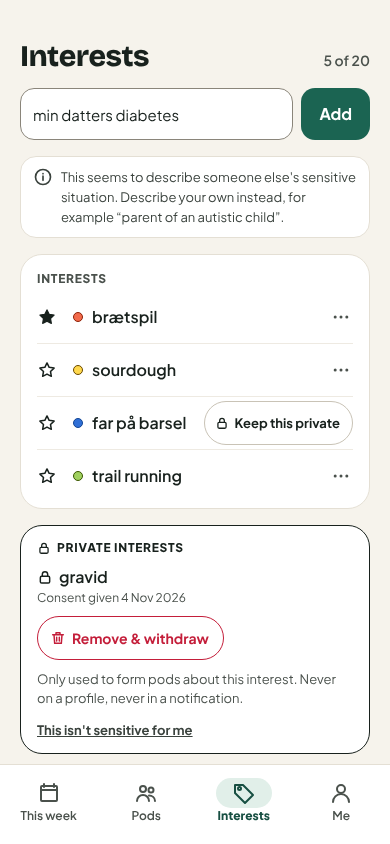 Interests
5 of 20
min datters diabetes
Add
This seems to describe someone else's sensitive
situation. Describe your own instead, for
example “parent of an autistic child”.
INTERESTS
brætspil
sourdough
far på barsel
Keep this private
trail running
PRIVATE INTERESTS
gravid
Consent given 4 Nov 2026
Remove & withdraw
Only used to form pods about this interest. Never
on a profile, never in a notification.
This isn't sensitive for me
This week
Pods
Interests
Me